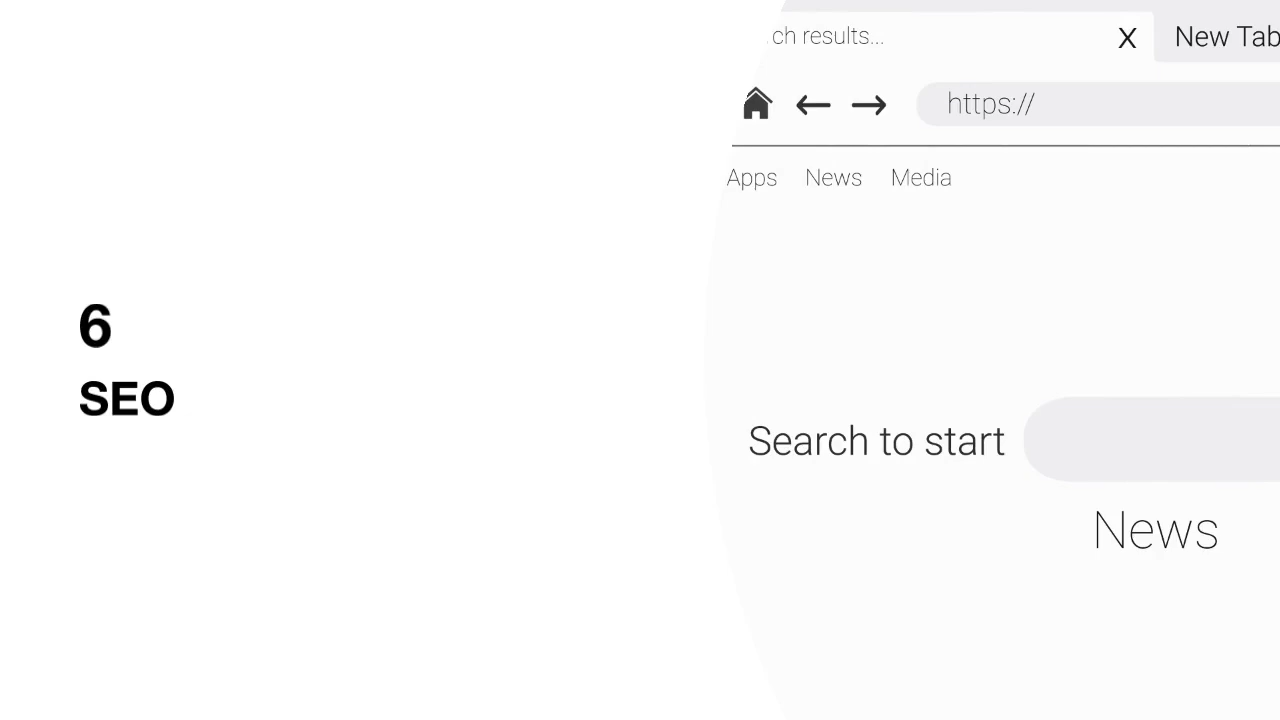 6
SEO
ch results...
X
New Tab
https://
Apps
News
Media
Search to start
News